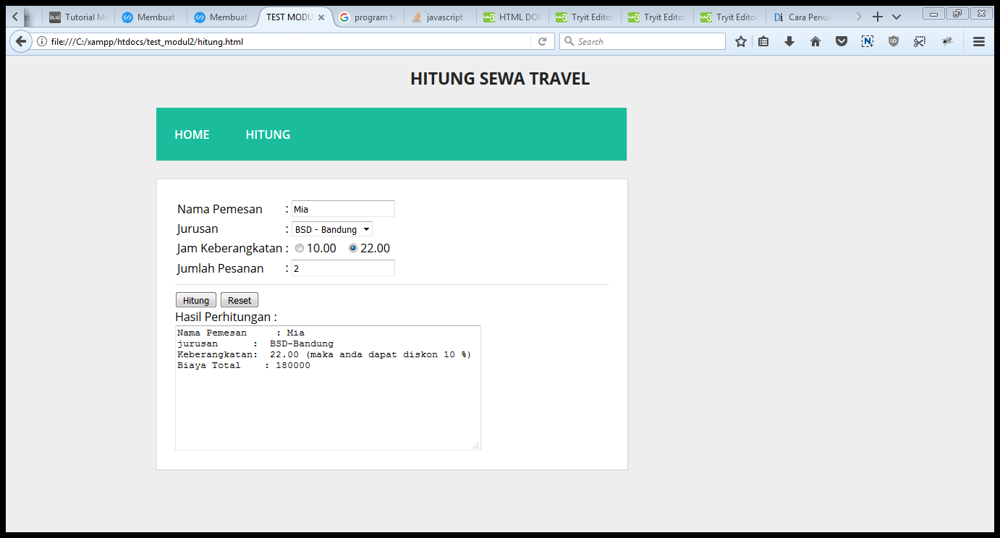 Tutorial M
Membuat
Membuat
TEST MODU
program tr
javascript -
HTML DOM
Tryit Editor
Tryit Editor
Tryit Editor
Di Cara Penuli
file:///C:/xampp/htdocs/test_modul2/hitung.html
Search
HITUNG SEWA TRAVEL
HOME HITUNG
Nama Pemesan : Mia
Jurusan : BSD - Bandung
Jam Keberangkatan : 10.00 22.00
Jumlah Pesanan : 2
Hitung Reset
Hasil Perhitungan :
Nama Pemesan : Mia
jurusan : BSD-Bandung
Keberangkatan: 22.00 (maka anda dapat diskon 10 %)
Biaya Total : 180000